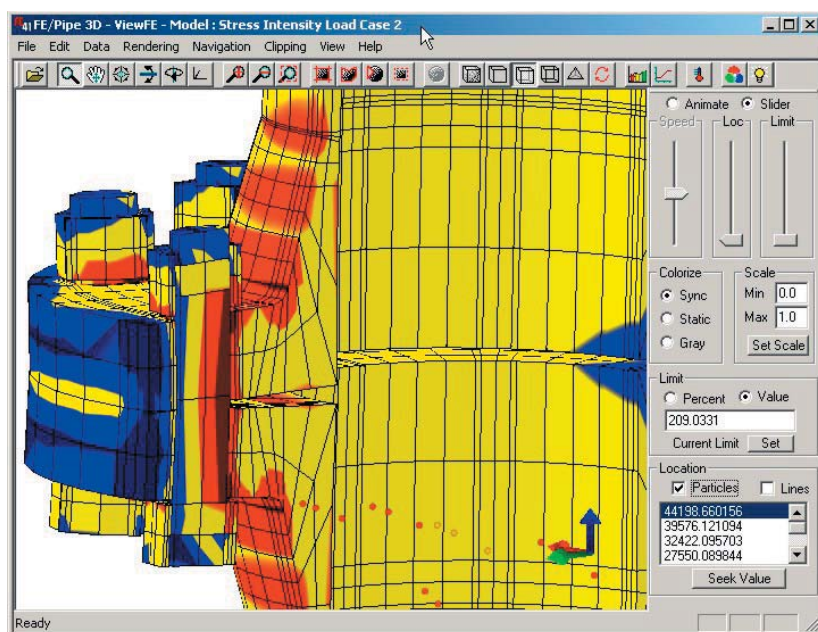 41 FE/Pipe 3D - ViewFE - Model : Stress Intensity Load Case 2
File Edit Data Rendering Navigation Clipping View Help
Animate Slider
Speed Loc Limit
Colorize Scale
Sync Min 0.0
Static Max 1.0
Gray Set Scale
Limit
Percent Value
209.0331
Current Limit Set
Location
Particles Lines
44198.660156
39576.121094
32422.095703
27550.089844
Seek Value
Ready